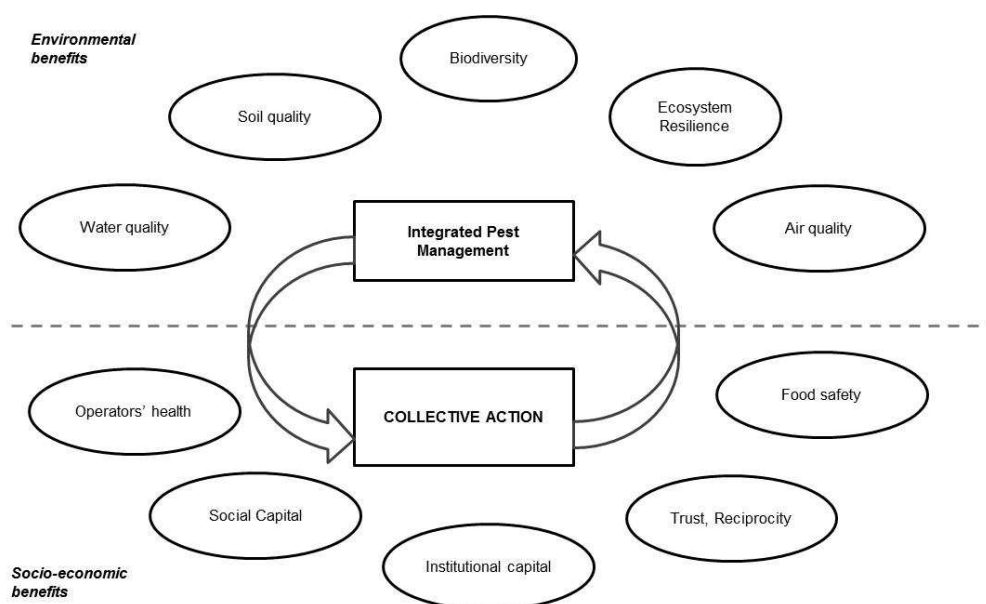 Environmental
benefits
Biodiversity
Soil quality
Ecosystem
Resilience
Water quality
Integrated Pest
Management
Air quality
Operators’ health
COLLECTIVE ACTION
Food safety
Social Capital
Trust, Reciprocity
Institutional capital
Socio-economic
benefits